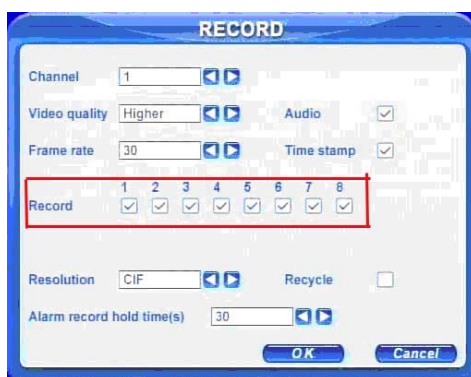 RECORD
Channel 1
Video quality Higher Audio
Frame rate 30 Time stamp
1 2 3 4 5 6 7 8
Record
Resolution CIF Recycle
Alarm record hold time(s) 30
OK Cancel